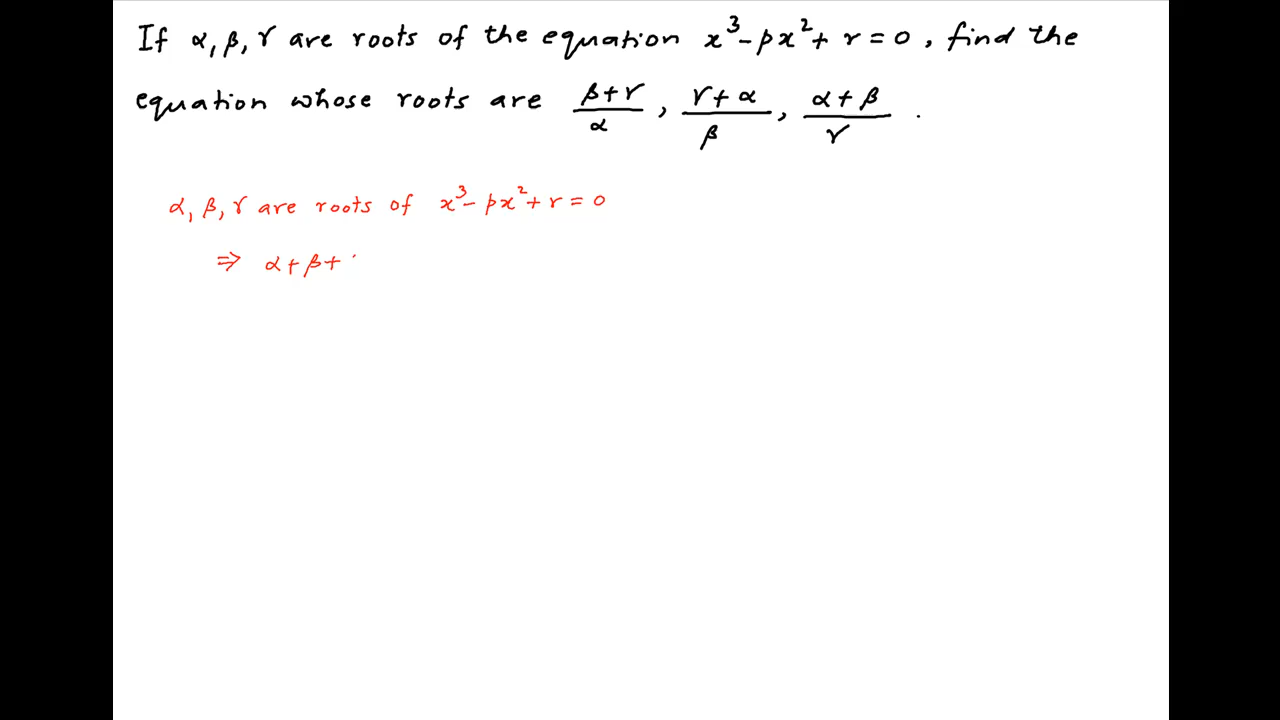 If α, β, γ are roots of the equation x³ - px² + r = 0, find the
equation whose roots are (β + γ)/α, (γ + α)/β, (α + β)/γ.
α, β, γ are roots of x³ - px² + r = 0
⇒ α + β +